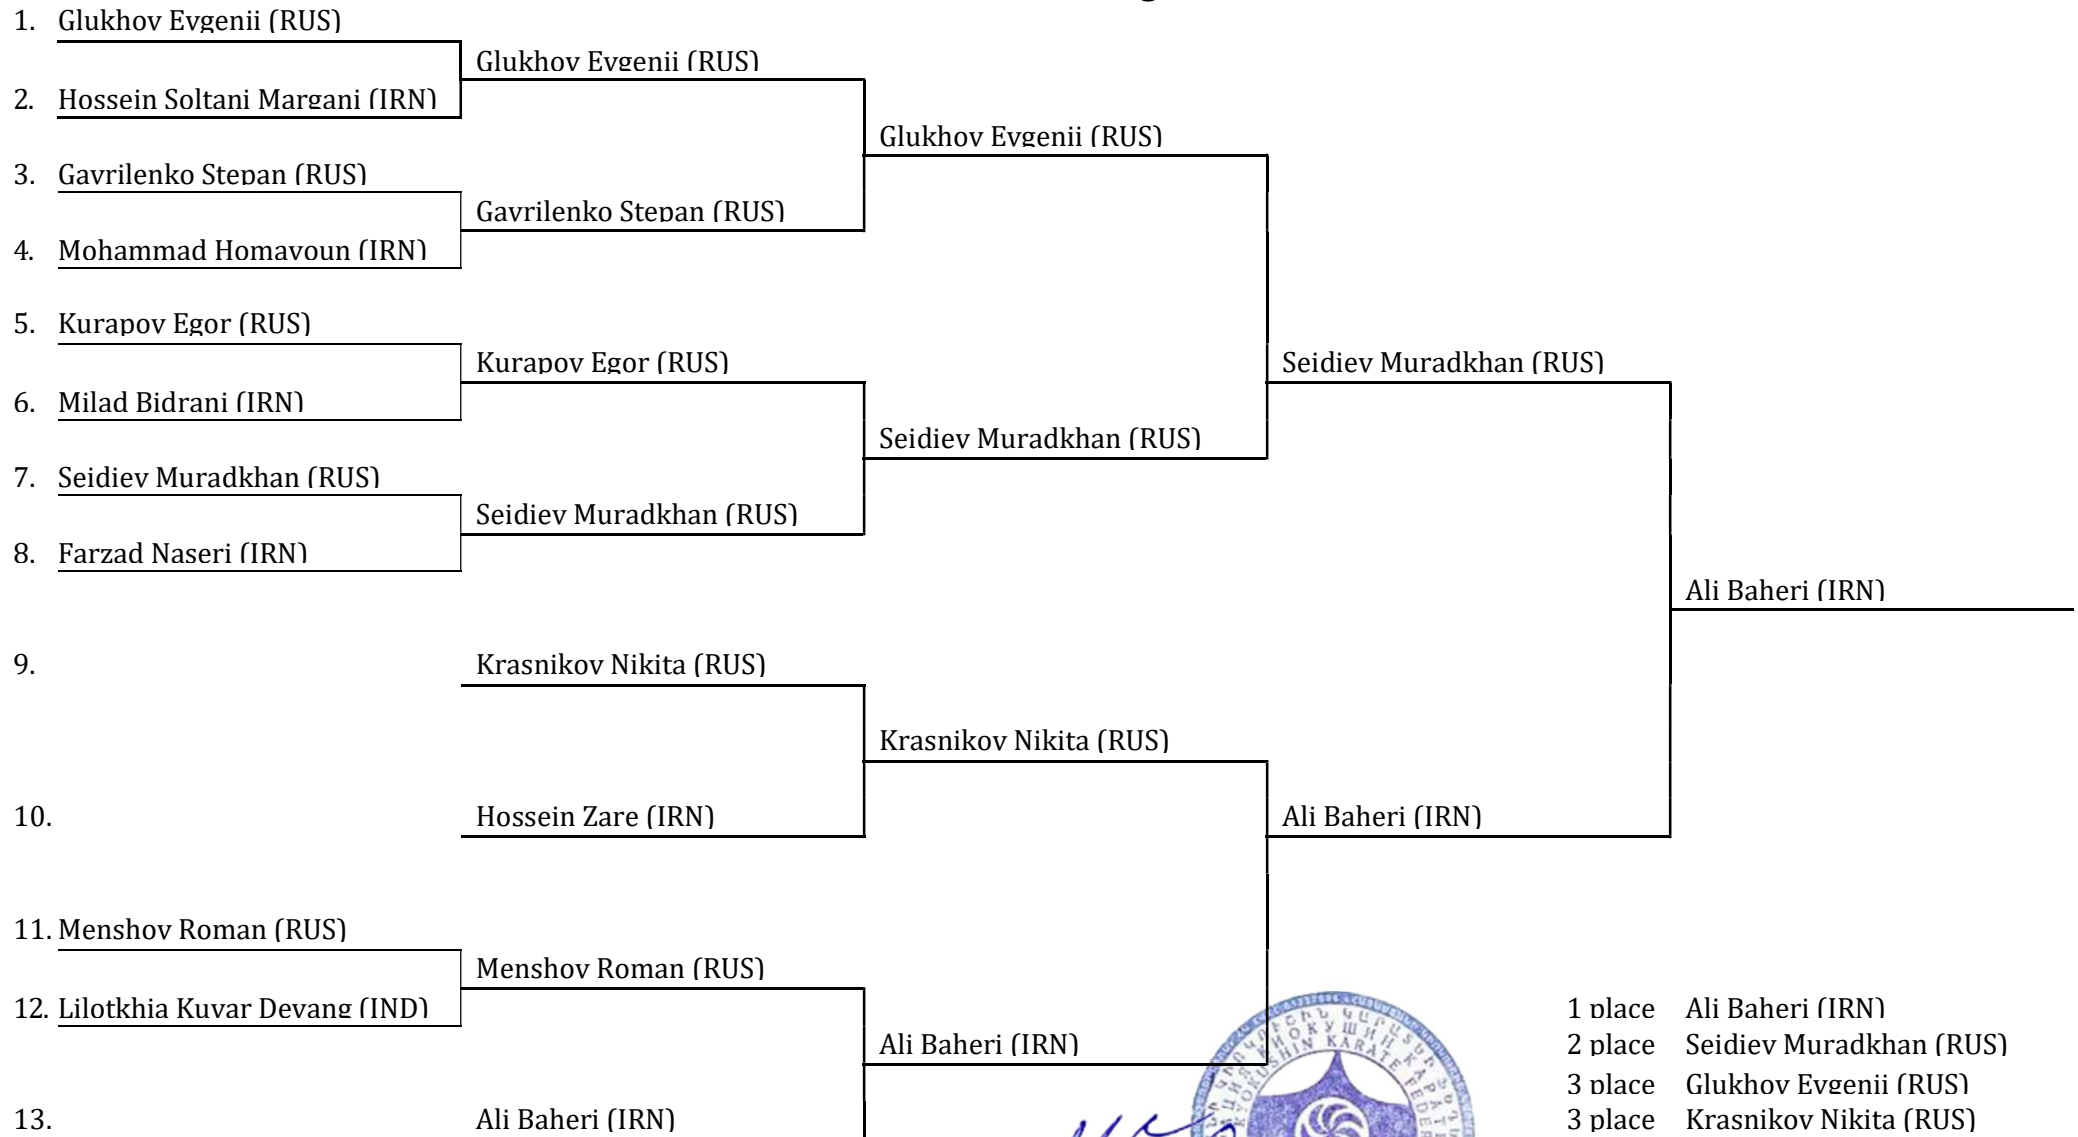 1. Glukhov Evgenii (RUS)
Glukhov Evgenii (RUS)
2. Hossein Soltani Margani (IRN)
Glukhov Evgenii (RUS)
3. Gavrilenko Stepan (RUS)
Gavrilenko Stepan (RUS)
4. Mohammad Homayoun (IRN)
5. Kurapov Egor (RUS)
Kurapov Egor (RUS)
Seidiev Muradkhan (RUS)
6. Milad Bidrani (IRN)
Seidiev Muradkhan (RUS)
7. Seidiev Muradkhan (RUS)
Seidiev Muradkhan (RUS)
8. Farzad Naseri (IRN)
Ali Baheri (IRN)
9. Krasnikov Nikita (RUS)
Krasnikov Nikita (RUS)
10. Hossein Zare (IRN) Ali Baheri (IRN)
11. Menshov Roman (RUS)
Menshov Roman (RUS)
12. Lilotkhia Kuvar Devang (IND)
1 place Ali Baheri (IRN)
Ali Baheri (IRN)
2 place Seidiev Muradkhan (RUS)
3 place Glukhov Evgenii (RUS)
13. Ali Baheri (IRN)
3 place Krasnikov Nikita (RUS)
KARATE